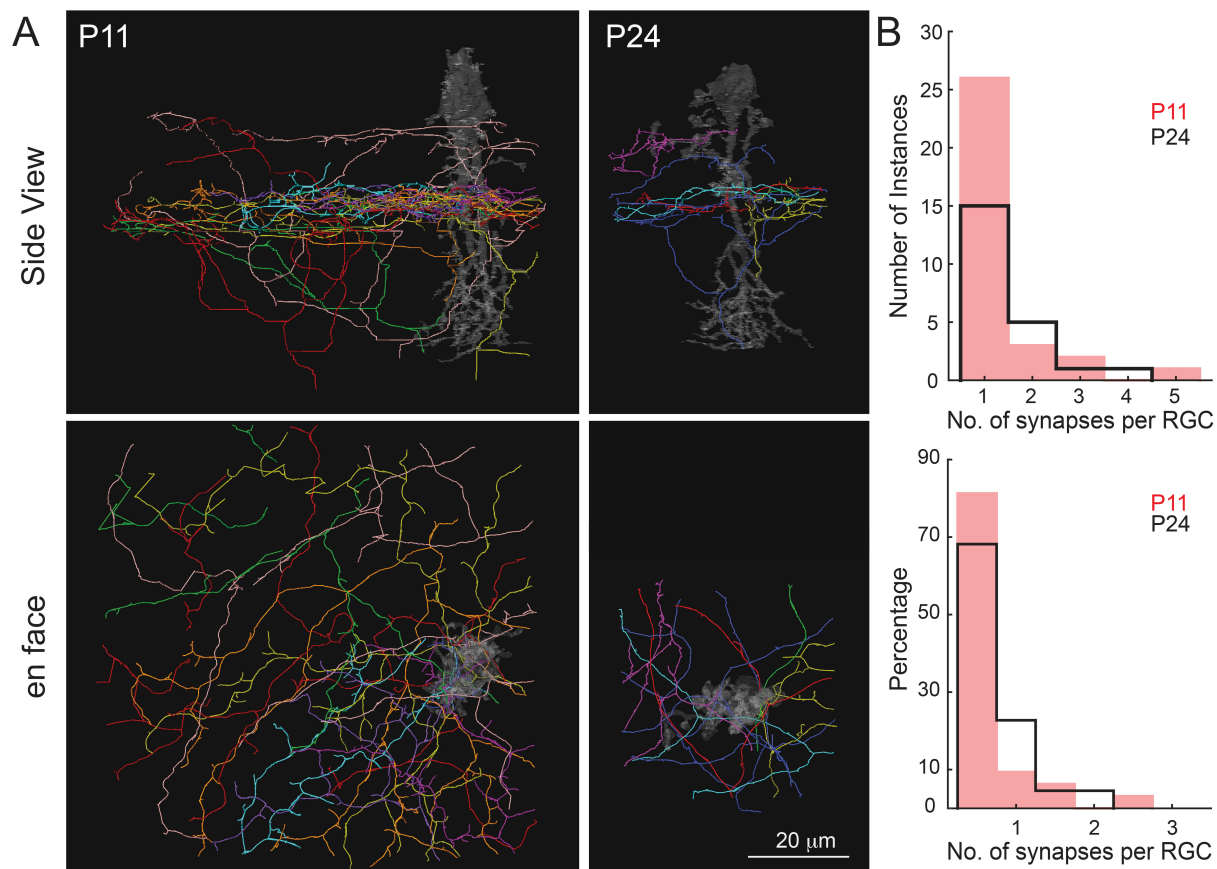 A
P11
P24
B
Side View
en face
20 μm
Number of Instances
30
25
20
15
10
5
0
P11
P24
1 2 3 4 5
No. of synapses per RGC
Percentage
90
70
50
30
10
0
P11
P24
1 2 3
No. of synapses per RGC